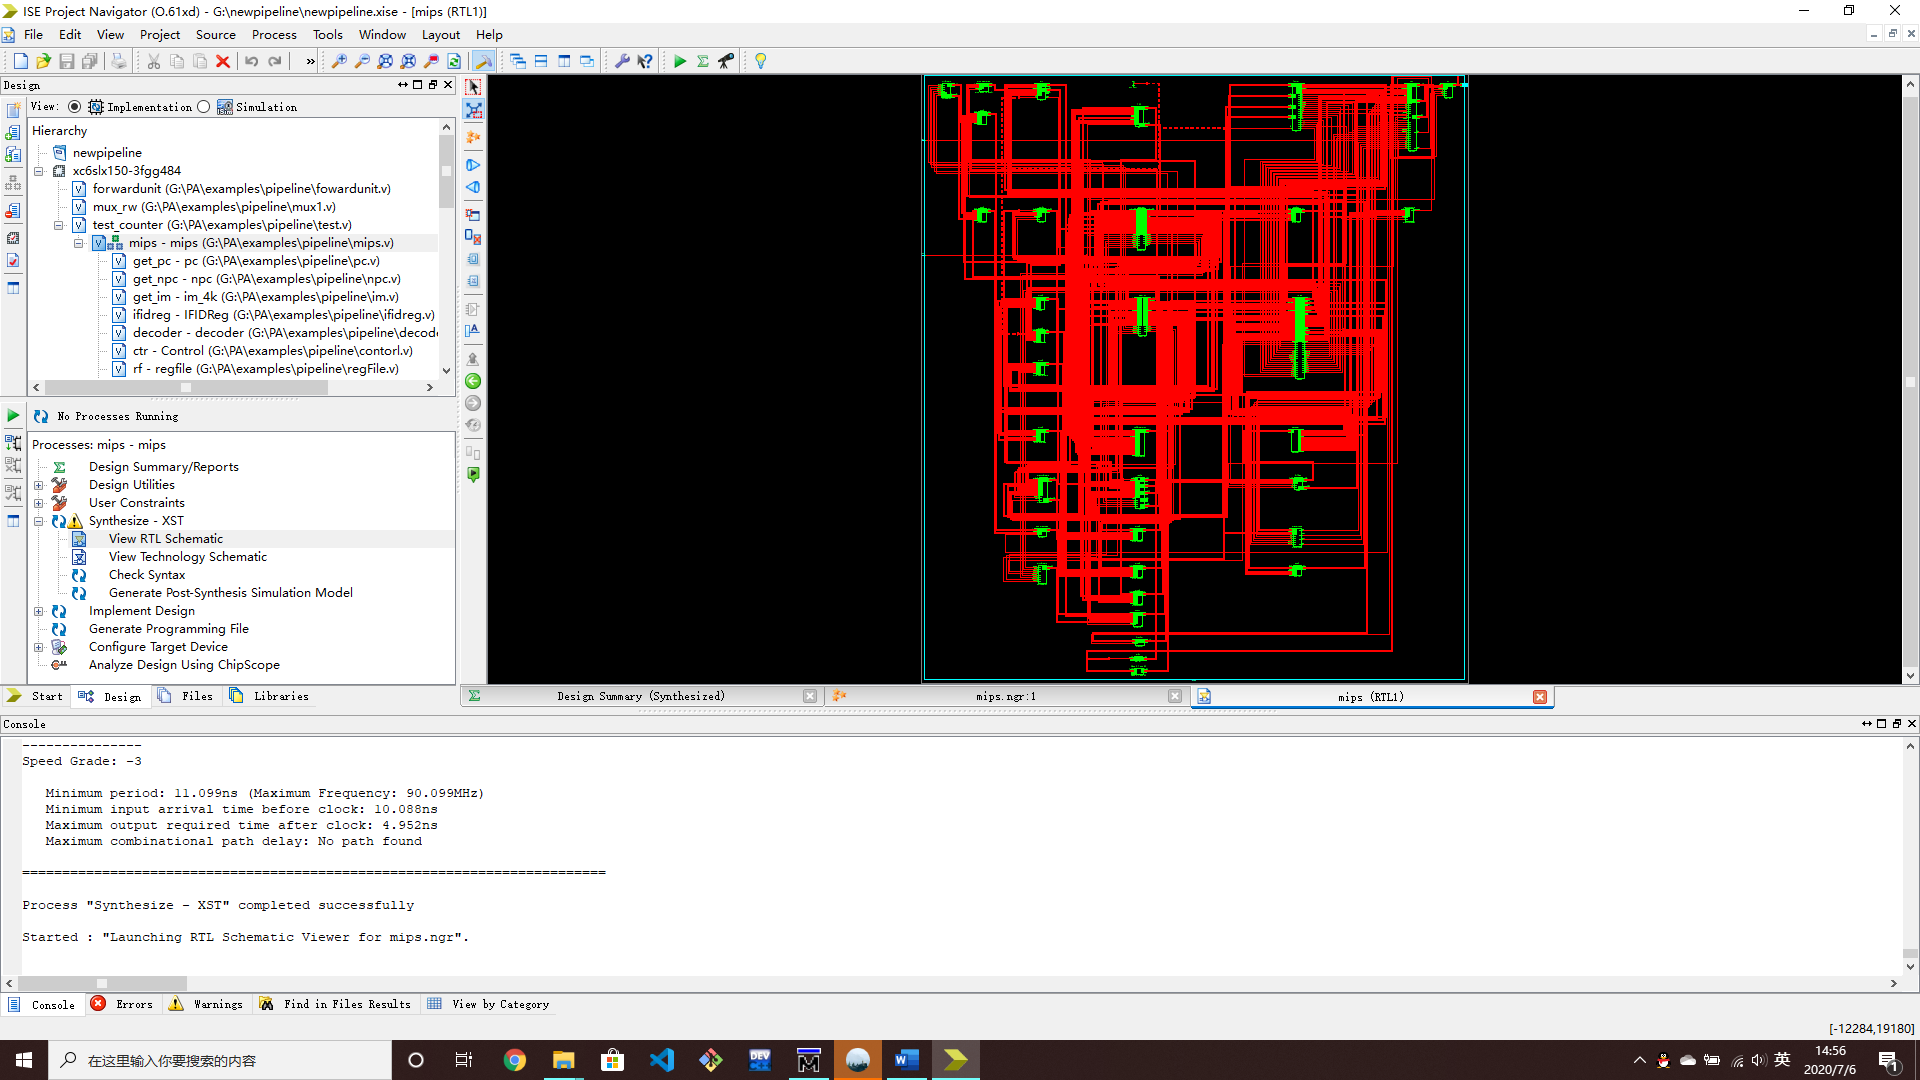 ISE Project Navigator (O.61xd) - G:\newpipeline\newpipeline.xise - [mips (RTL1)]
File Edit View Project Source Process Tools Window Layout Help
Design
View: Implementation Simulation
Hierarchy
newpipeline
xc6slx150-3fgg484
forwardunit (G:\PA\examples\pipeline\fowardunit.v)
mux_rw (G:\PA\examples\pipeline\mux1.v)
test_counter (G:\PA\examples\pipeline\test.v)
mips - mips (G:\PA\examples\pipeline\mips.v)
get_pc - pc (G:\PA\examples\pipeline\pc.v)
get_npc - npc (G:\PA\examples\pipeline\npc.v)
get_im - im_4k (G:\PA\examples\pipeline\im.v)
ifidreg - IFIDReg (G:\PA\examples\pipeline\ifidreg.v)
decoder - decoder (G:\PA\examples\pipeline\decode
ctr - Control (G:\PA\examples\pipeline\contorl.v)
rf - regfile (G:\PA\examples\pipeline\regFile.v)
No Processes Running
Processes: mips - mips
Design Summary/Reports
Design Utilities
User Constraints
Synthesize - XST
View RTL Schematic
View Technology Schematic
Check Syntax
Generate Post-Synthesis Simulation Model
Implement Design
Generate Programming File
Configure Target Device
Analyze Design Using ChipScope
Start Design Files Libraries
Design Summary (Synthesized) mips.ngr:1 mips (RTL1)
Console
---------------
Speed Grade: -3
Minimum period: 11.099ns (Maximum Frequency: 90.099MHz)
Minimum input arrival time before clock: 10.088ns
Maximum output required time after clock: 4.952ns
Maximum combinational path delay: No path found
=========================================================================
Process "Synthesize - XST" completed successfully
Started : "Launching RTL Schematic Viewer for mips.ngr".
Console Errors Warnings Find in Files Results View by Category
[-12284,19180]
在这里输入你要搜索的内容
DEV
英
14:56
2020/7/6
1